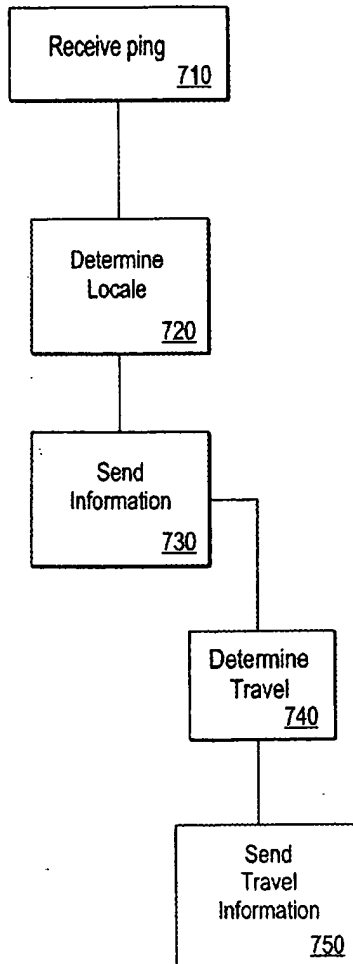 Receive ping
710
Determine
Locale
720
Send
Information
730
Determine
Travel
740
Send
Travel
Information
750